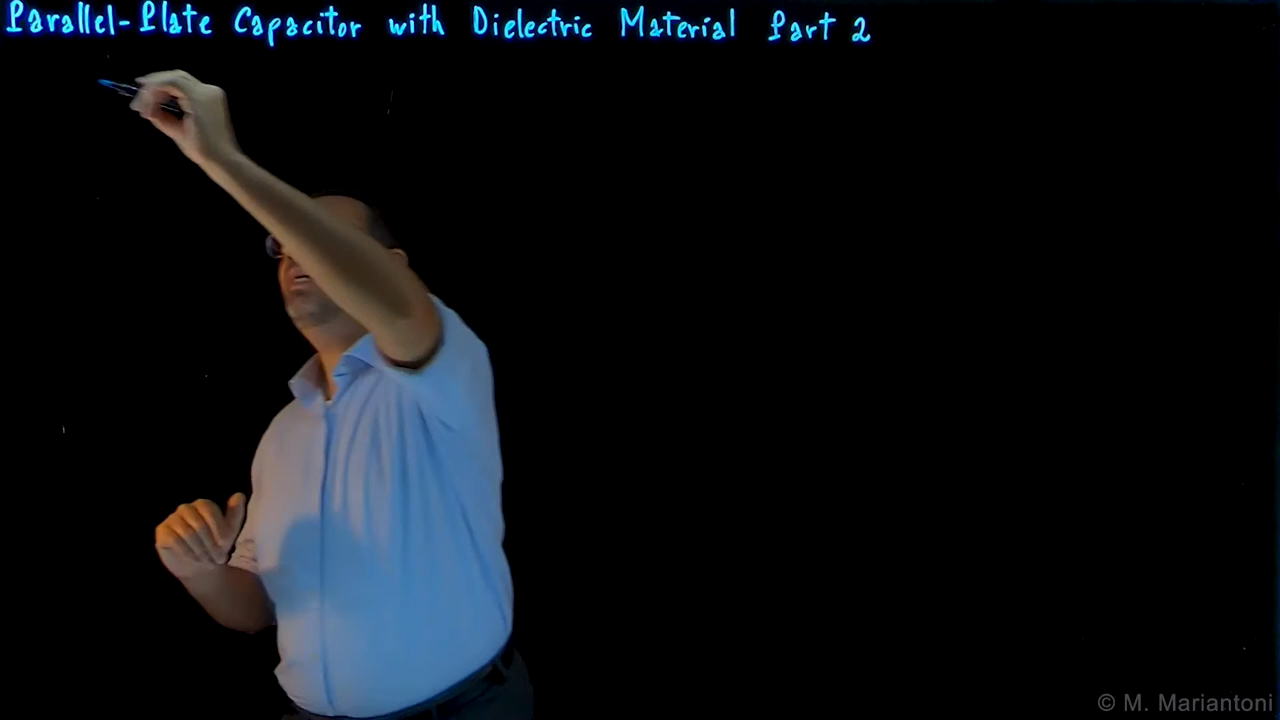 Parallel-Plate Capacitor with Dielectric Material Part 2
© M. Mariantoni